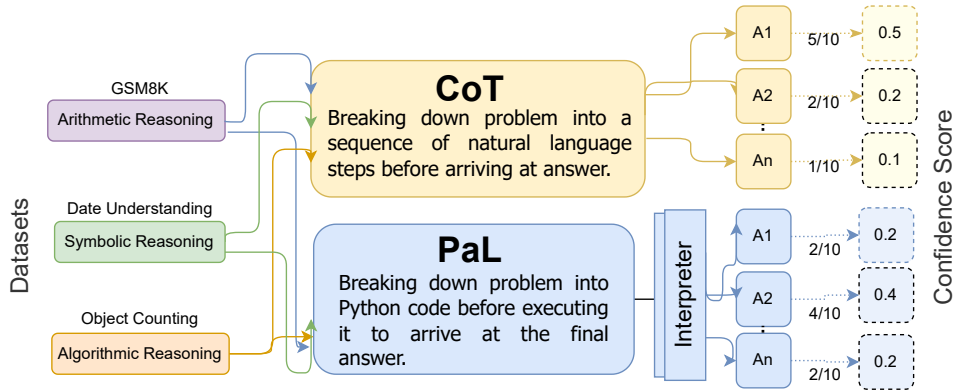 Datasets
GSM8K
Arithmetic Reasoning
Date Understanding
Symbolic Reasoning
Object Counting
Algorithmic Reasoning
CoT
Breaking down problem into a
sequence of natural language
steps before arriving at answer.
A1
5/10
0.5
A2
2/10
0.2
An
1/10
0.1
PaL
Breaking down problem into
Python code before executing
it to arrive at the final
answer.
Interpreter
A1
2/10
0.2
A2
4/10
0.4
An
2/10
0.2
Confidence Score